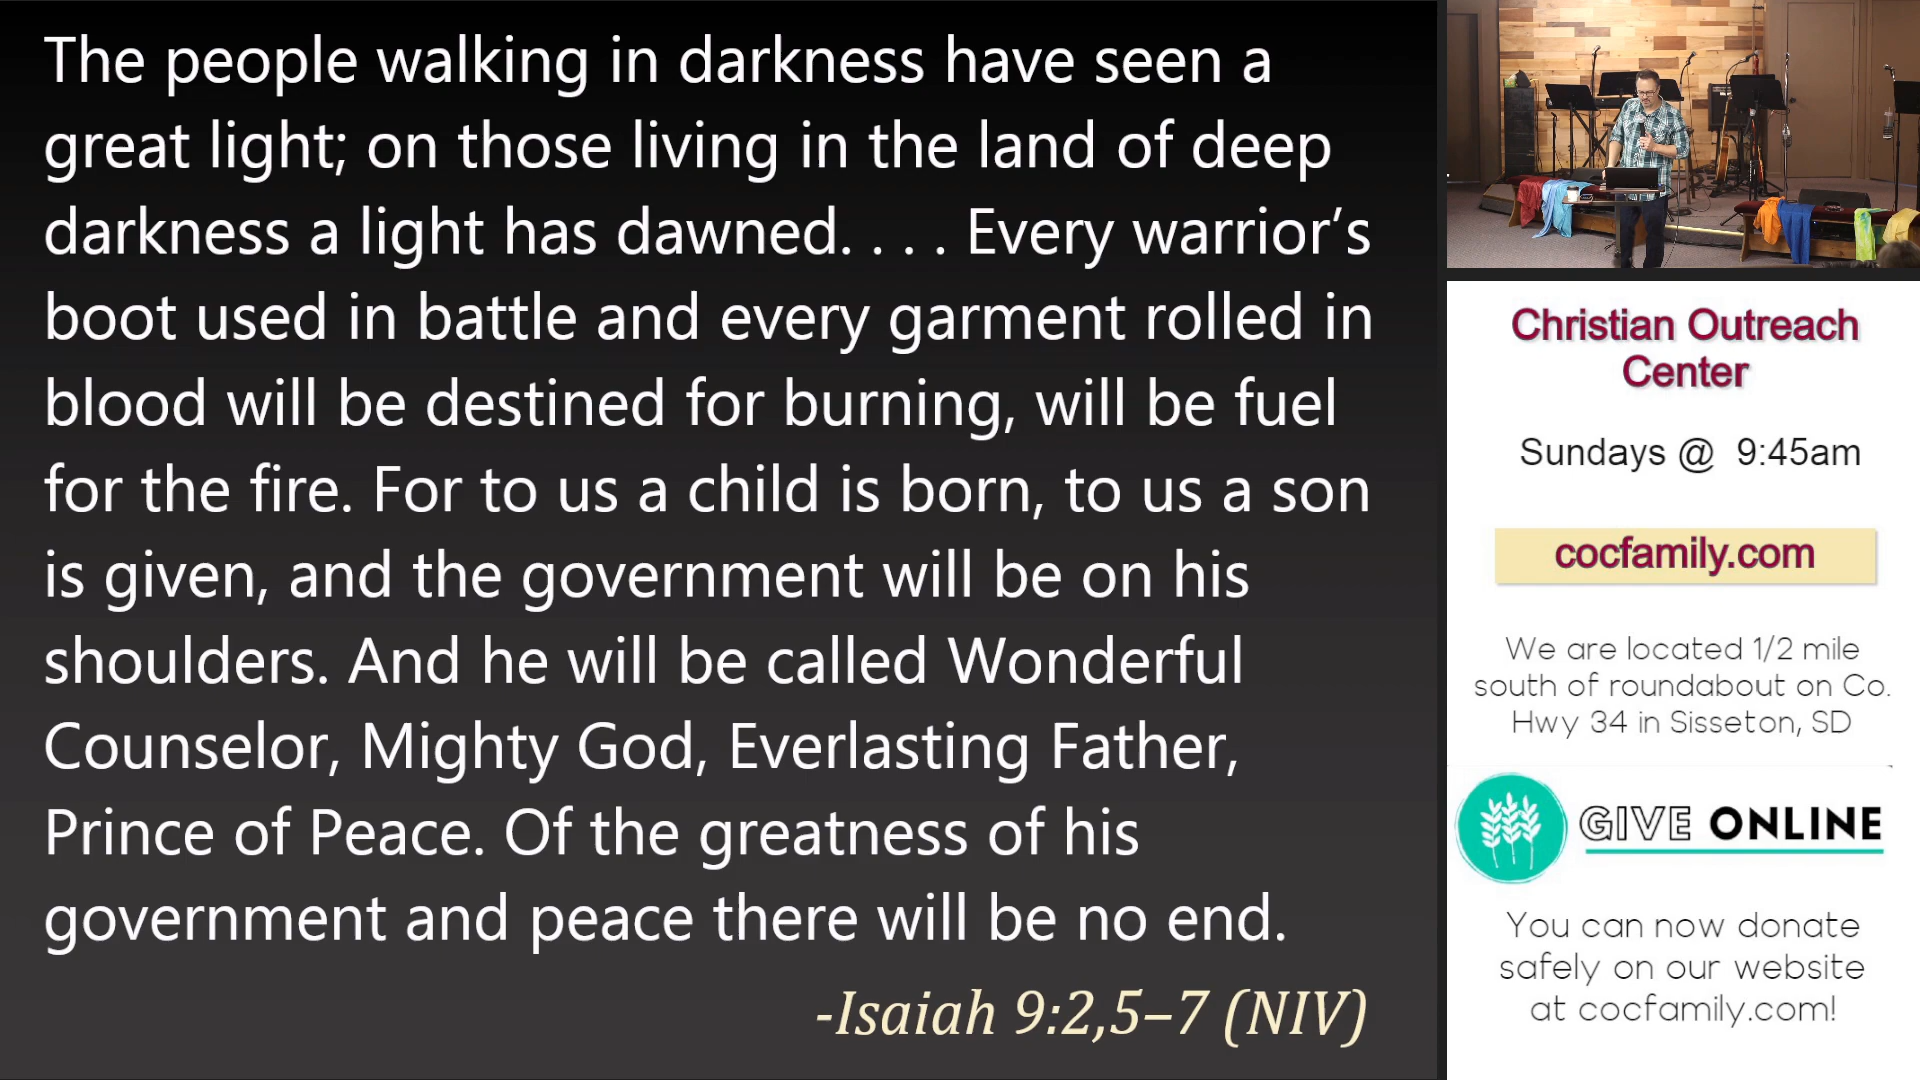 The people walking in darkness have seen a
great light; on those living in the land of deep
darkness a light has dawned. . . . Every warrior’s
boot used in battle and every garment rolled in
blood will be destined for burning, will be fuel
for the fire. For to us a child is born, to us a son
is given, and the government will be on his
shoulders. And he will be called Wonderful
Counselor, Mighty God, Everlasting Father,
Prince of Peace. Of the greatness of his
government and peace there will be no end.
-Isaiah 9:2,5–7 (NIV)
Christian Outreach
Center
Sundays @ 9:45am
cocfamily.com
We are located 1/2 mile
south of roundabout on Co.
Hwy 34 in Sisseton, SD
GIVE ONLINE
You can now donate
safely on our website
at cocfamily.com!